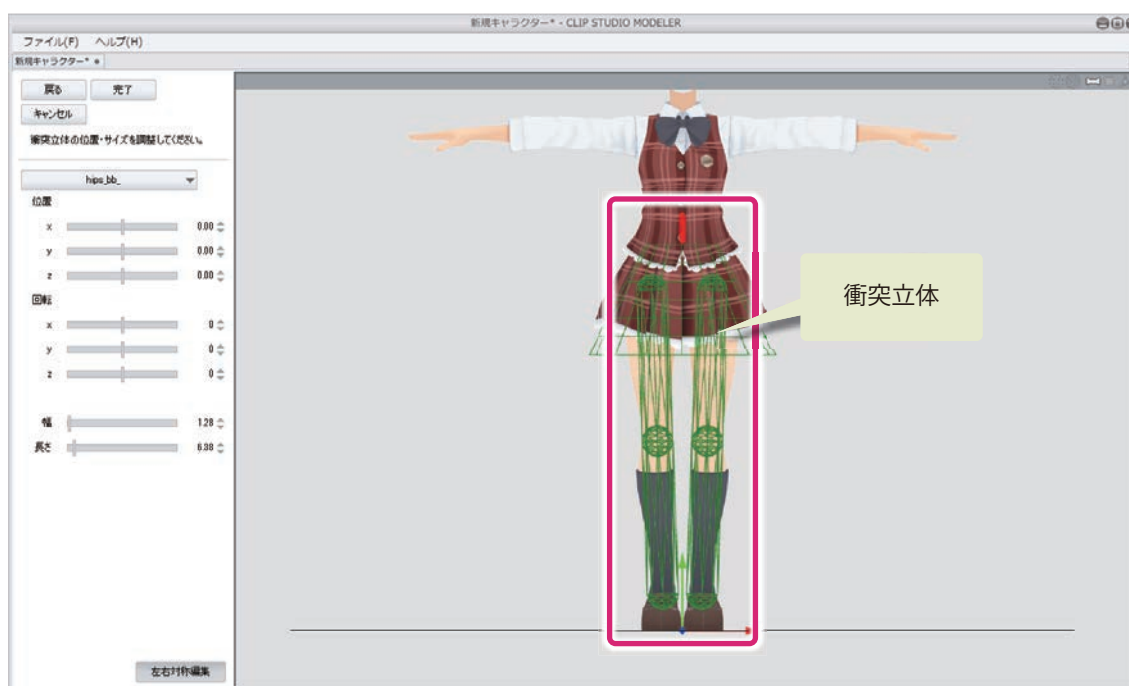 新規キャラクター* - CLIP STUDIO MODELER
ファイル(F) ヘルプ(H)
新規キャラクター*
戻る 完了
キャンセル
衝突立体の位置・サイズを調整してください。
hips_bb_
位置
x 0.00
y 0.00
z 0.00
回転
x 0
y 0
z 0
幅 1.28
長さ 6.98
左右対称編集
衝突立体